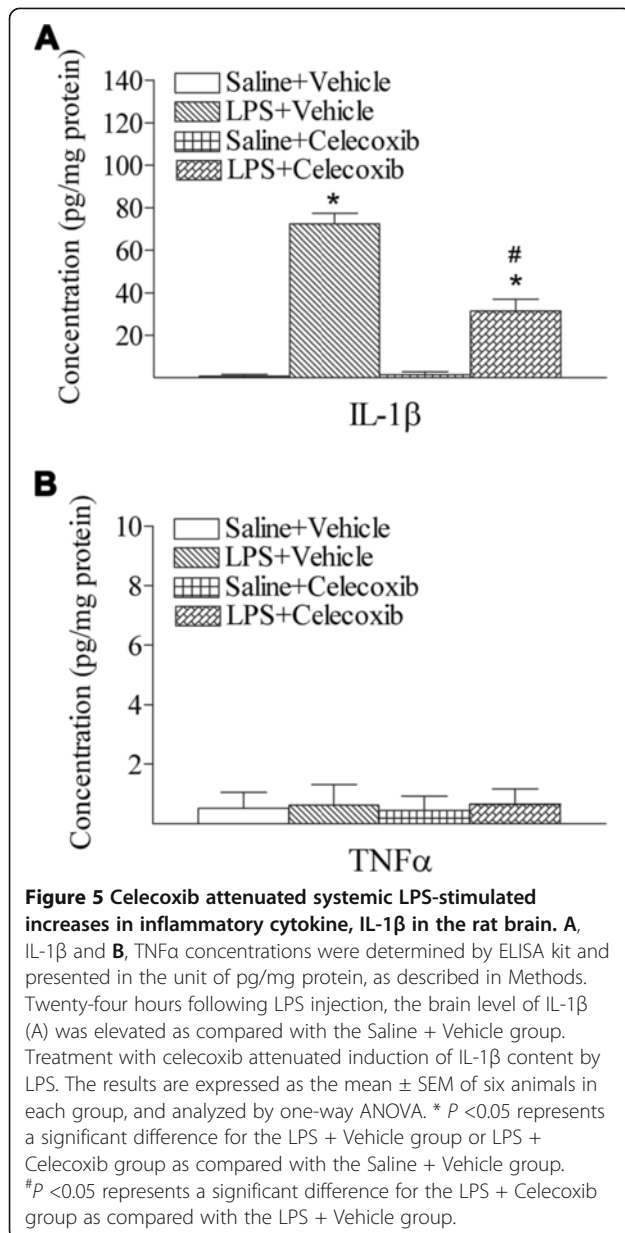 A
140
120
100
80
60
40
20
Concentration (pg/mg protein)
Saline+Vehicle
LPS+Vehicle
Saline+Celecoxib
LPS+Celecoxib
*
#
*
IL-1β
B
10
8
6
4
2
Concentration (pg/mg protein)
Saline+Vehicle
LPS+Vehicle
Saline+Celecoxib
LPS+Celecoxib
TNFα
Figure 5 Celecoxib attenuated systemic LPS-stimulated
increases in inflammatory cytokine, IL-1β in the rat brain. A,
IL-1β and B, TNFα concentrations were determined by ELISA kit and
presented in the unit of pg/mg protein, as described in Methods.
Twenty-four hours following LPS injection, the brain level of IL-1β
(A) was elevated as compared with the Saline + Vehicle group.
Treatment with celecoxib attenuated induction of IL-1β content by
LPS. The results are expressed as the mean ± SEM of six animals in
each group, and analyzed by one-way ANOVA. * P <0.05 represents
a significant difference for the LPS + Vehicle group or LPS +
Celecoxib group as compared with the Saline + Vehicle group.
#P <0.05 represents a significant difference for the LPS + Celecoxib
group as compared with the LPS + Vehicle group.